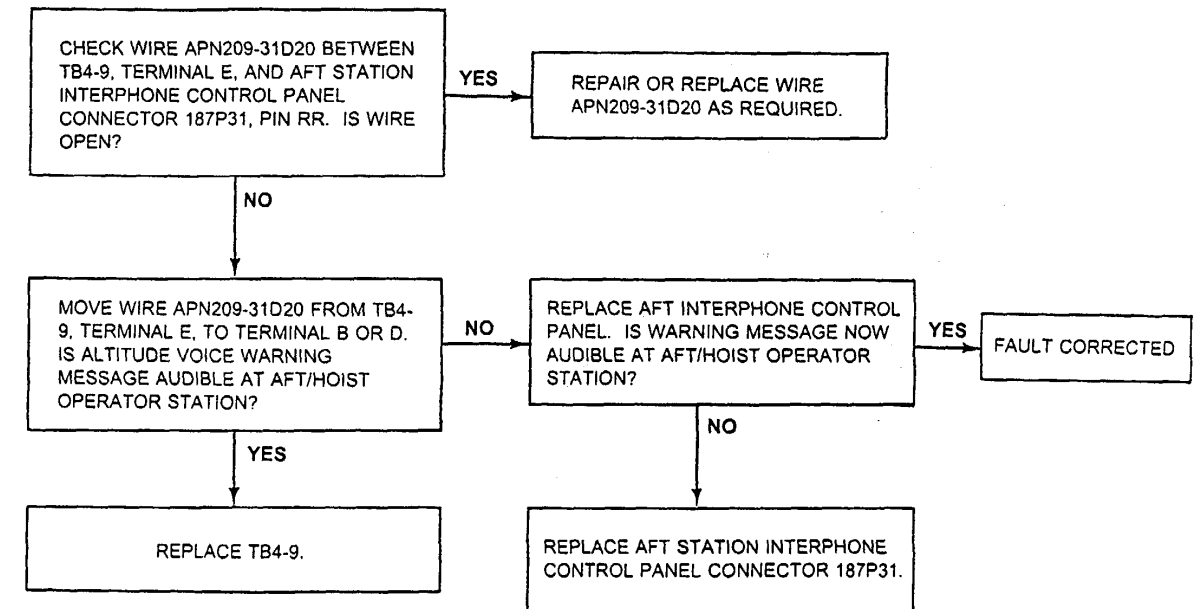 CHECK WIRE APN209-31D20 BETWEEN
TB4-9, TERMINAL E, AND AFT STATION
INTERPHONE CONTROL PANEL
CONNECTOR 187P31, PIN RR. IS WIRE
OPEN?
YES
REPAIR OR REPLACE WIRE
APN209-31D20 AS REQUIRED.
NO
MOVE WIRE APN209-31D20 FROM TB4-
9, TERMINAL E, TO TERMINAL B OR D.
IS ALTITUDE VOICE WARNING
MESSAGE AUDIBLE AT AFT/HOIST
OPERATOR STATION?
NO
REPLACE AFT INTERPHONE CONTROL
PANEL. IS WARNING MESSAGE NOW
AUDIBLE AT AFT/HOIST OPERATOR
STATION?
YES
FAULT CORRECTED
YES
NO
REPLACE TB4-9.
REPLACE AFT STATION INTERPHONE
CONTROL PANEL CONNECTOR 187P31.